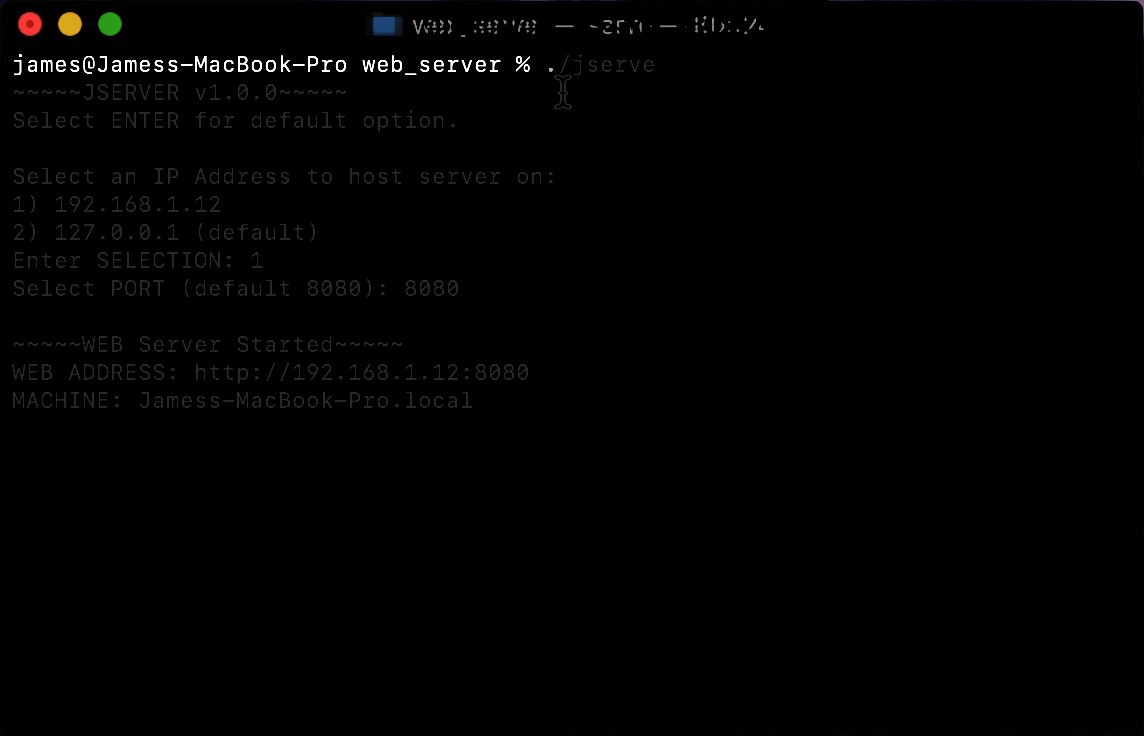 james@Jamess-MacBook-Pro web_server % ./jserve
~~~~~JSERVER v1.0.0~~~~~
Select ENTER for default option.
Select an IP Address to host server on:
1) 192.168.1.12
2) 127.0.0.1 (default)
Enter SELECTION: 1
Select PORT (default 8080): 8080
~~~~~WEB Server Started~~~~~
WEB ADDRESS: http://192.168.1.12:8080
MACHINE: Jamess-MacBook-Pro.local